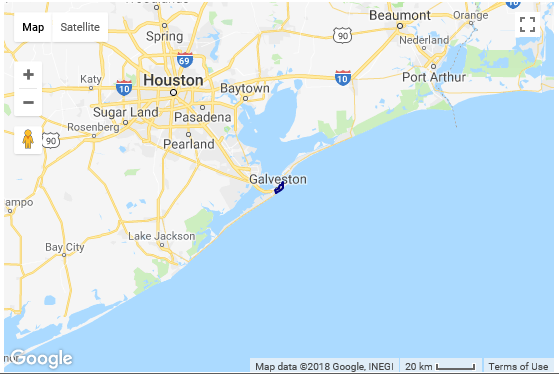 Map Satellite
Spring
Beaumont
Orange
90
Nederland
69
Katy
10
Houston
10
Port Arthur
Baytown
Sugar Land
Pasadena
Rosenberg
90
Pearland
Galveston
ampo
Lake Jackson
Bay City
Google
Map data ©2018 Google, INEGI 20 km Terms of Use